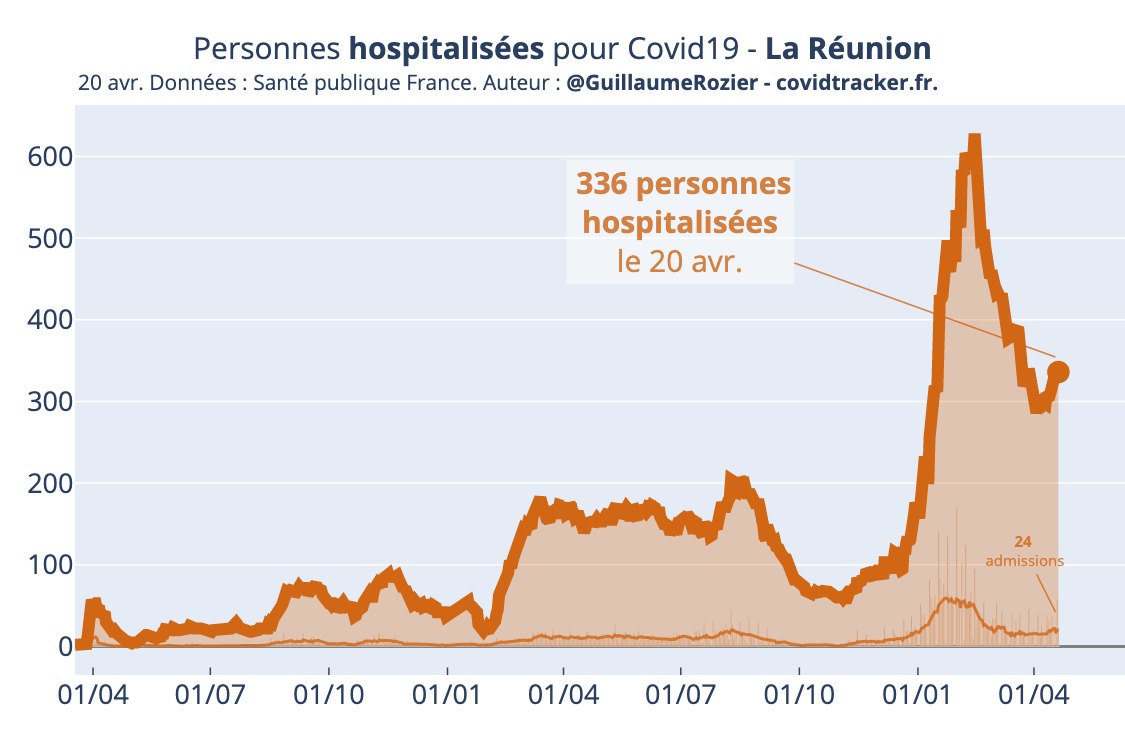 Personnes hospitalisées pour Covid19 - La Réunion
20 avr. Données : Santé publique France. Auteur : @GuillaumeRozier - covidtracker.fr.
600
336 personnes
hospitalisées
le 20 avr.
500
400
300
200
24
admissions
100
0
01/04 01/07 01/10 01/01 01/04 01/07 01/10 01/01 01/04